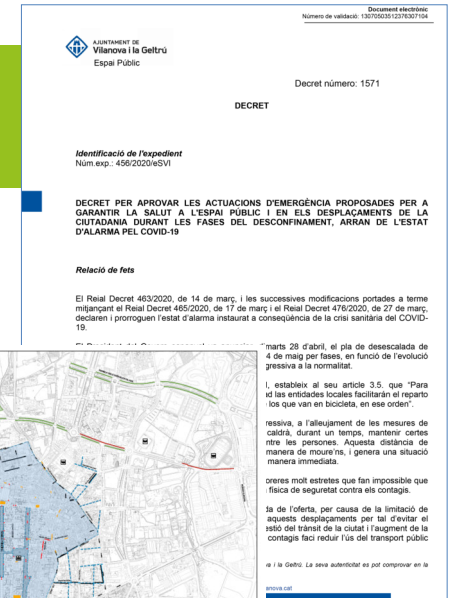 Document electrònic
Número de validació: 13070503512376307104
AJUNTAMENT DE
Vilanova i la Geltrú
Espai Públic
Decret número: 1571
DECRET
Identificació de l'expedient
Núm.exp.: 456/2020/eSVI
DECRET PER APROVAR LES ACTUACIONS D'EMERGÈNCIA PROPOSADES PER A
GARANTIR LA SALUT A L'ESPAI PÚBLIC I EN ELS DESPLAÇAMENTS DE LA
CIUTADANIA DURANT LES FASES DEL DESCONFINAMENT, ARRAN DE L'ESTAT
D'ALARMA PEL COVID-19
Relació de fets
El Reial Decret 463/2020, de 14 de març, i les successives modificacions portades a terme
mitjançant el Reial Decret 465/2020, de 17 de març i el Reial Decret 476/2020, de 27 de març,
declaren i prorroguen l'estat d'alarma instaurat a conseqüència de la crisi sanitària del COVID-
19.
dimarts 28 d'abril, el pla de desescalada de
4 de maig per fases, en funció de l'evolució
gressiva a la normalitat.
l, estableix al seu article 3.5. que "Para
ad las entidades locales facilitarán el reparto
los que van en bicicleta, en ese orden".
ressiva, a l'alleujament de les mesures de
caldrà, durant un temps, mantenir certes
ntre les persones. Aquesta distància de
manera de moure'ns, i genera una situació
manera immediata.
oreres molt estretes que fan impossible que
física de seguretat contra els contagis.
da de l'oferta, per causa de la limitació de
aquests desplaçaments per tal d'evitar el
estió del trànsit de la ciutat i l'augment de la
contagis faci reduir l'ús del transport públic
va i la Geltrú. La seva autenticitat es pot comprovar en la
anova.cat